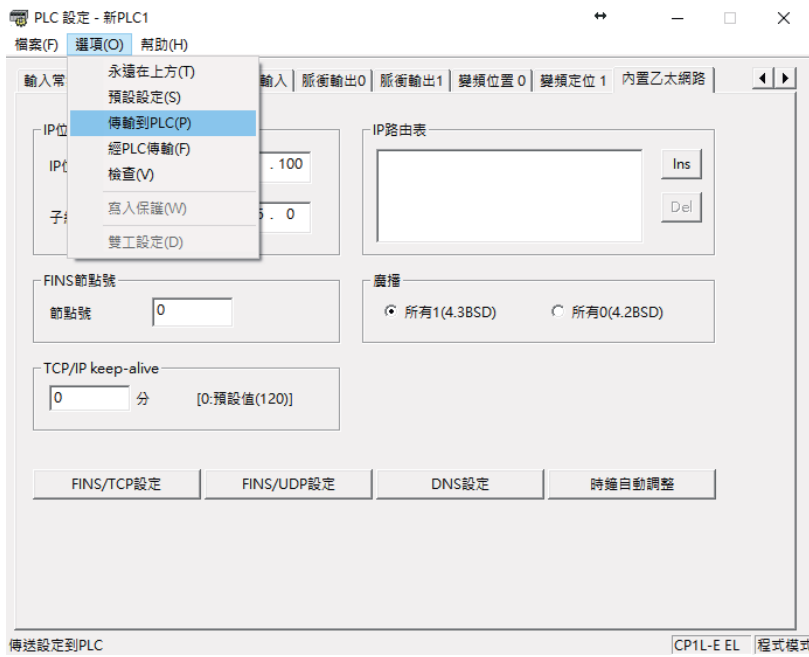 PLC 設定 - 新PLC1
檔案(F) 選項(O) 幫助(H)
永遠在上方(T)
預設設定(S)
傳輸到PLC(P)
經PLC傳輸(F)
檢查(V)
寫入保護(W)
雙工設定(D)
輸入常 輸入 脈衝輸出0 脈衝輸出1 變頻位置 0 變頻定位 1 內置乙太網路
IP位 IP路由表
IP位 . 100 Ins
Del
子 . 0
FINS節點號 廣播
節點號 0 所有1(4.3BSD) 所有0(4.2BSD)
TCP/IP keep-alive
0 分 [0:預設值(120)]
FINS/TCP設定 FINS/UDP設定 DNS設定 時鐘自動調整
傳送設定到PLC CP1L-E EL 程式模式